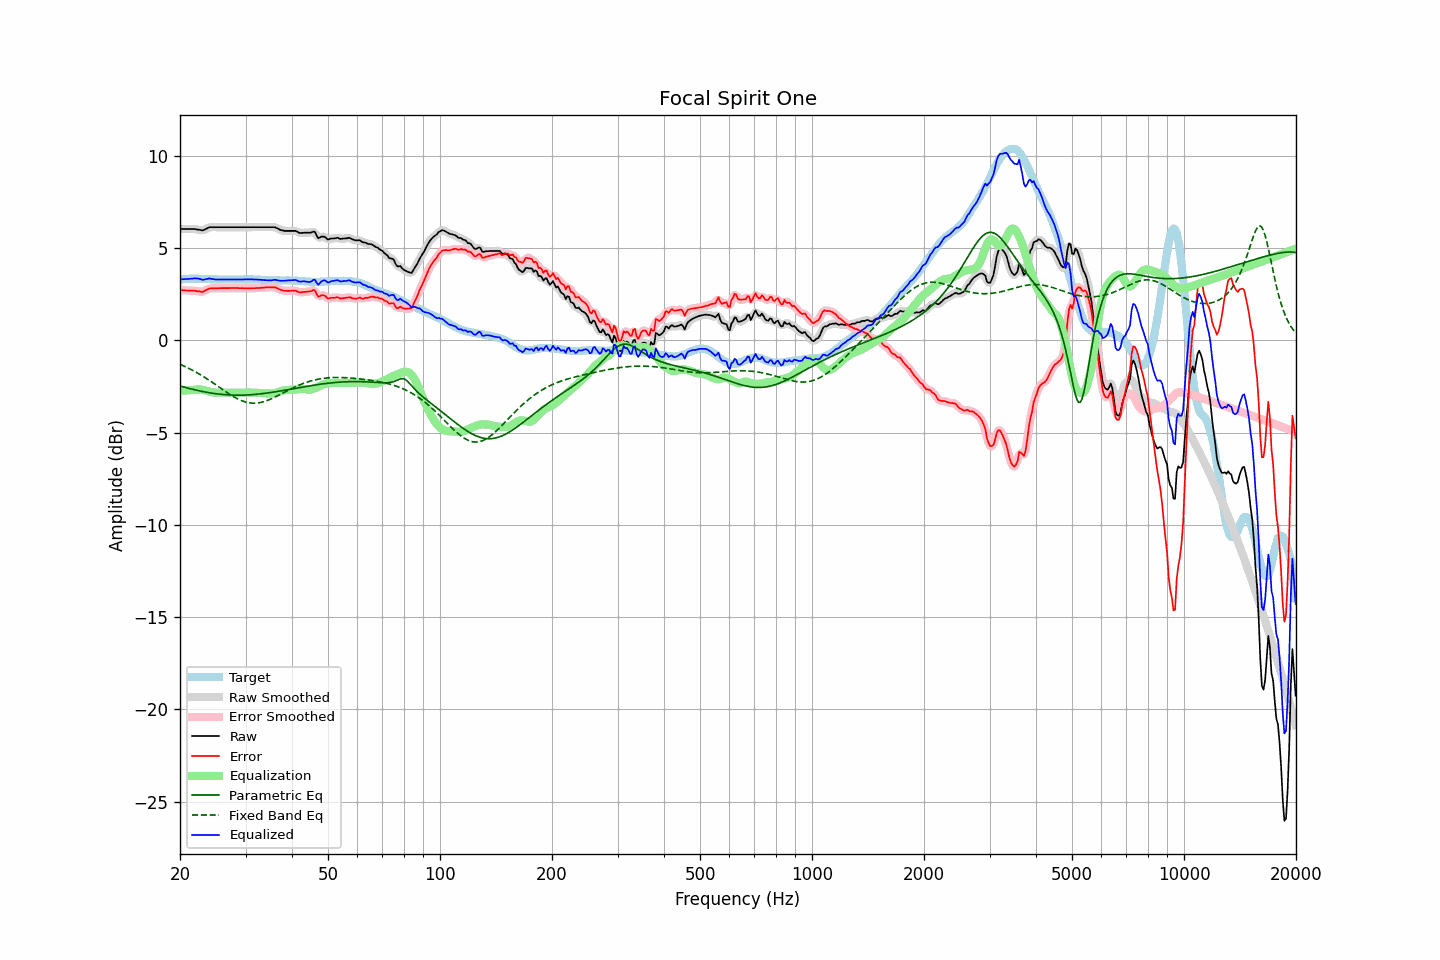 Focal Spirit One
Amplitude (dBr)
10
5
0
−5
−10
−15
−20
−25
Target
Raw Smoothed
Error Smoothed
Raw
Error
Equalization
Parametric Eq
Fixed Band Eq
Equalized
20 50 100 200 500 1000 2000 5000 10000 20000
Frequency (Hz)